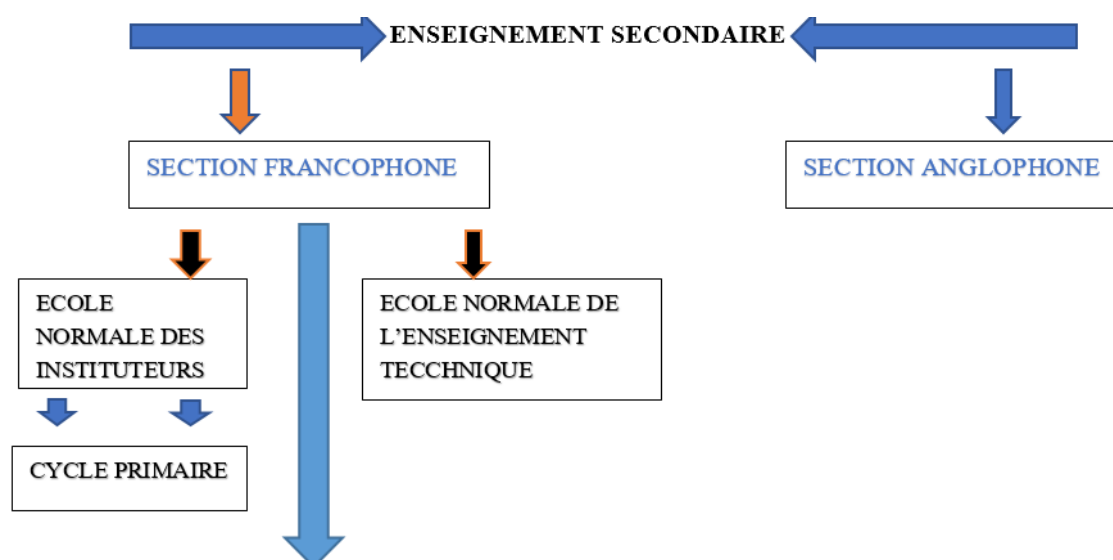 ENSEIGNEMENT SECONDAIRE
SECTION FRANCOPHONE
SECTION ANGLOPHONE
ECOLE
NORMALE DES
INSTITUTEURS
ECOLE NORMALE DE
L’ENSEIGNEMENT
TECCHNIQUE
CYCLE PRIMAIRE